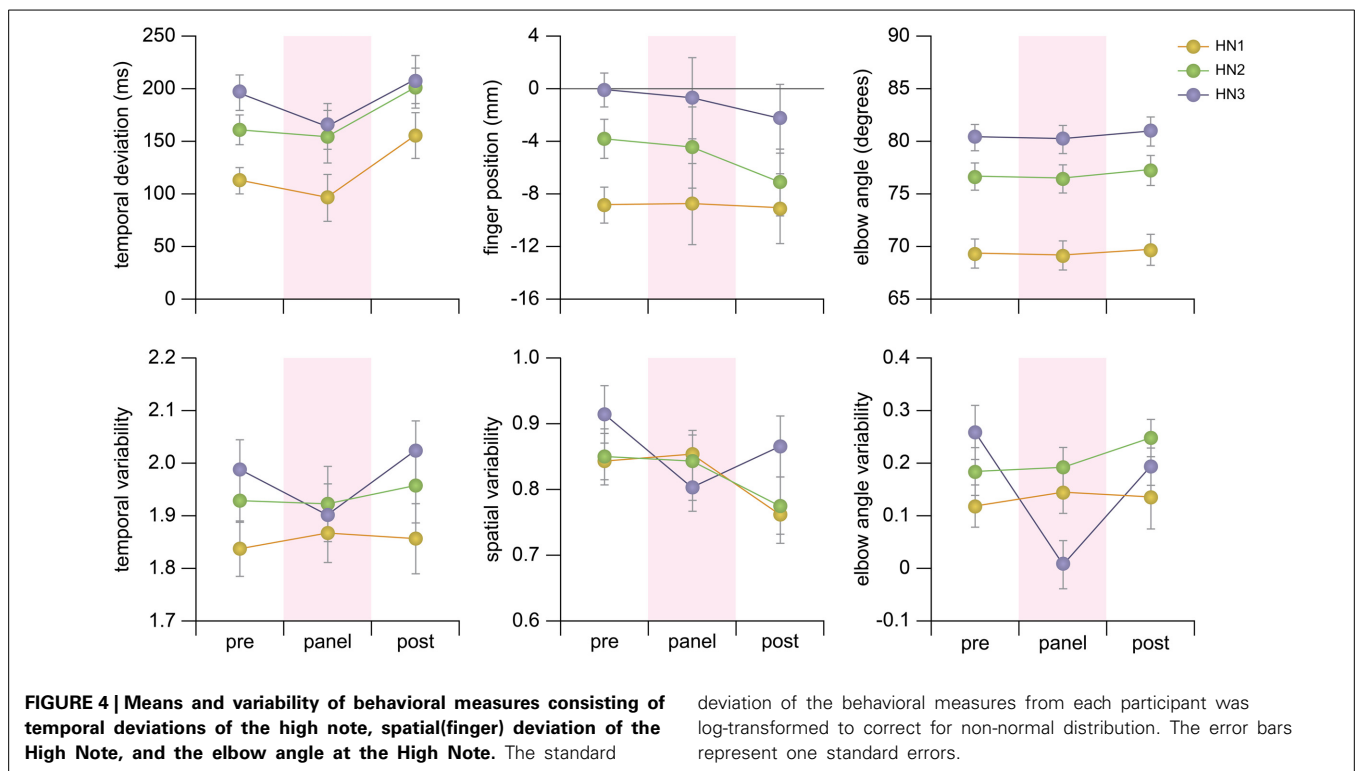 250
200
150
100
50
0
temporal deviation (ms)
4
0
-4
-8
-12
-16
finger position (mm)
90
85
80
75
70
65
elbow angle (degrees)
HN1
HN2
HN3
2.2
2.1
2.0
1.9
1.8
1.7
temporal variability
pre panel post
1.0
0.9
0.8
0.7
0.6
spatial variability
pre panel post
0.4
0.3
0.2
0.1
0
-0.1
elbow angle variability
pre panel post
FIGURE 4 | Means and variability of behavioral measures consisting of
temporal deviations of the high note, spatial(finger) deviation of the
High Note, and the elbow angle at the High Note. The standard
deviation of the behavioral measures from each participant was
log-transformed to correct for non-normal distribution. The error bars
represent one standard errors.